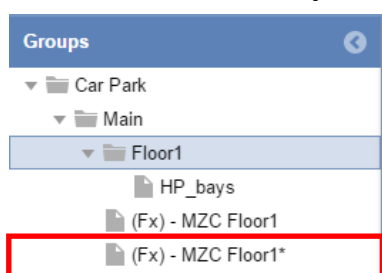 Groups
Car Park
Main
Floor1
HP_bays
(Fx) - MZC Floor1
(Fx) - MZC Floor1*